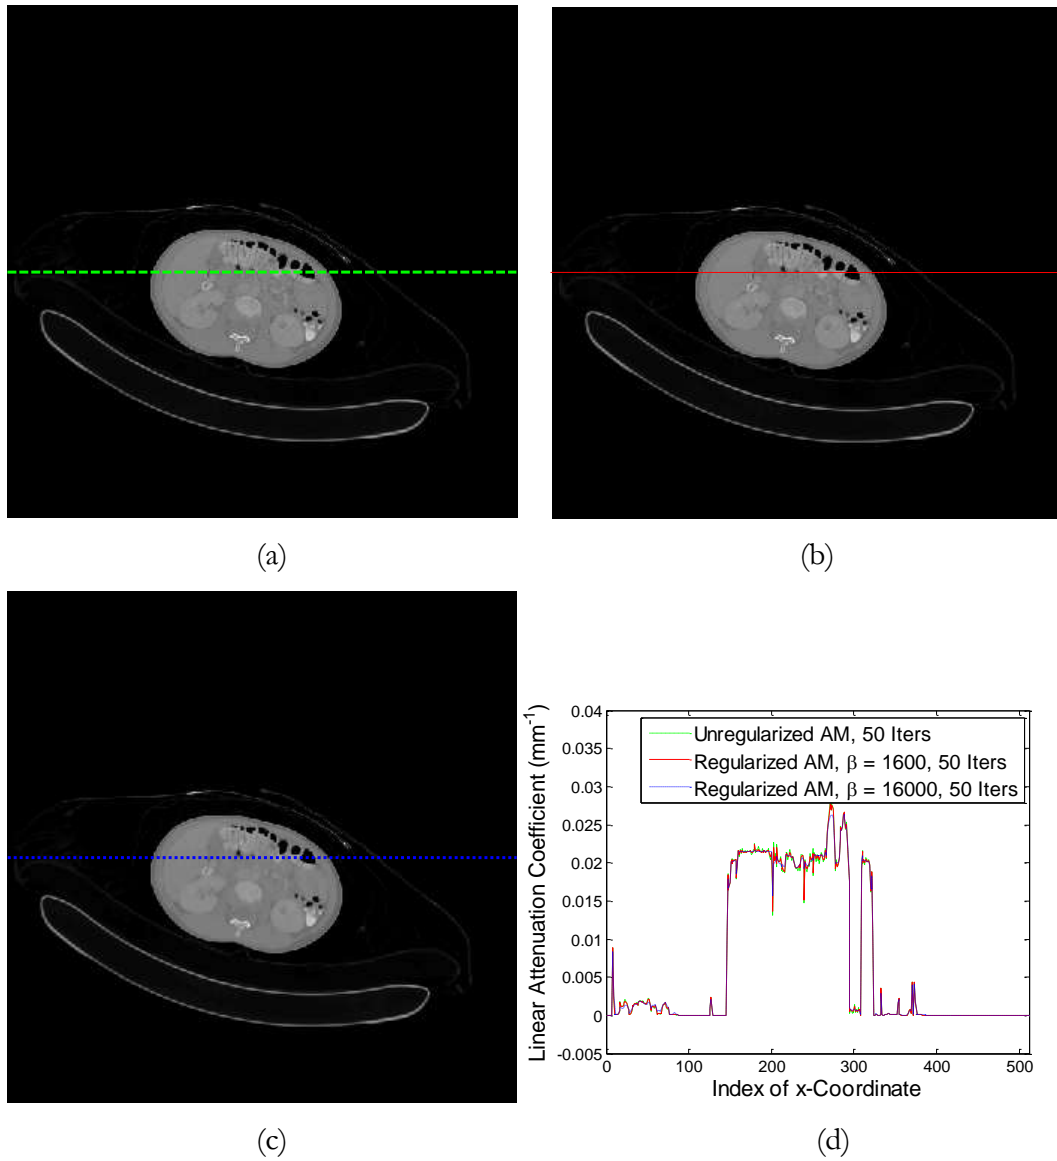 (a)
(b)
(c)
Linear Attenuation Coefficient (mm⁻¹)
0.04
0.035
0.03
0.025
0.02
0.015
0.01
0.005
0
-0.005
Unregularized AM, 50 Iters
Regularized AM, β = 1600, 50 Iters
Regularized AM, β = 16000, 50 Iters
0 100 200 300 400 500
Index of x-Coordinate
(d)